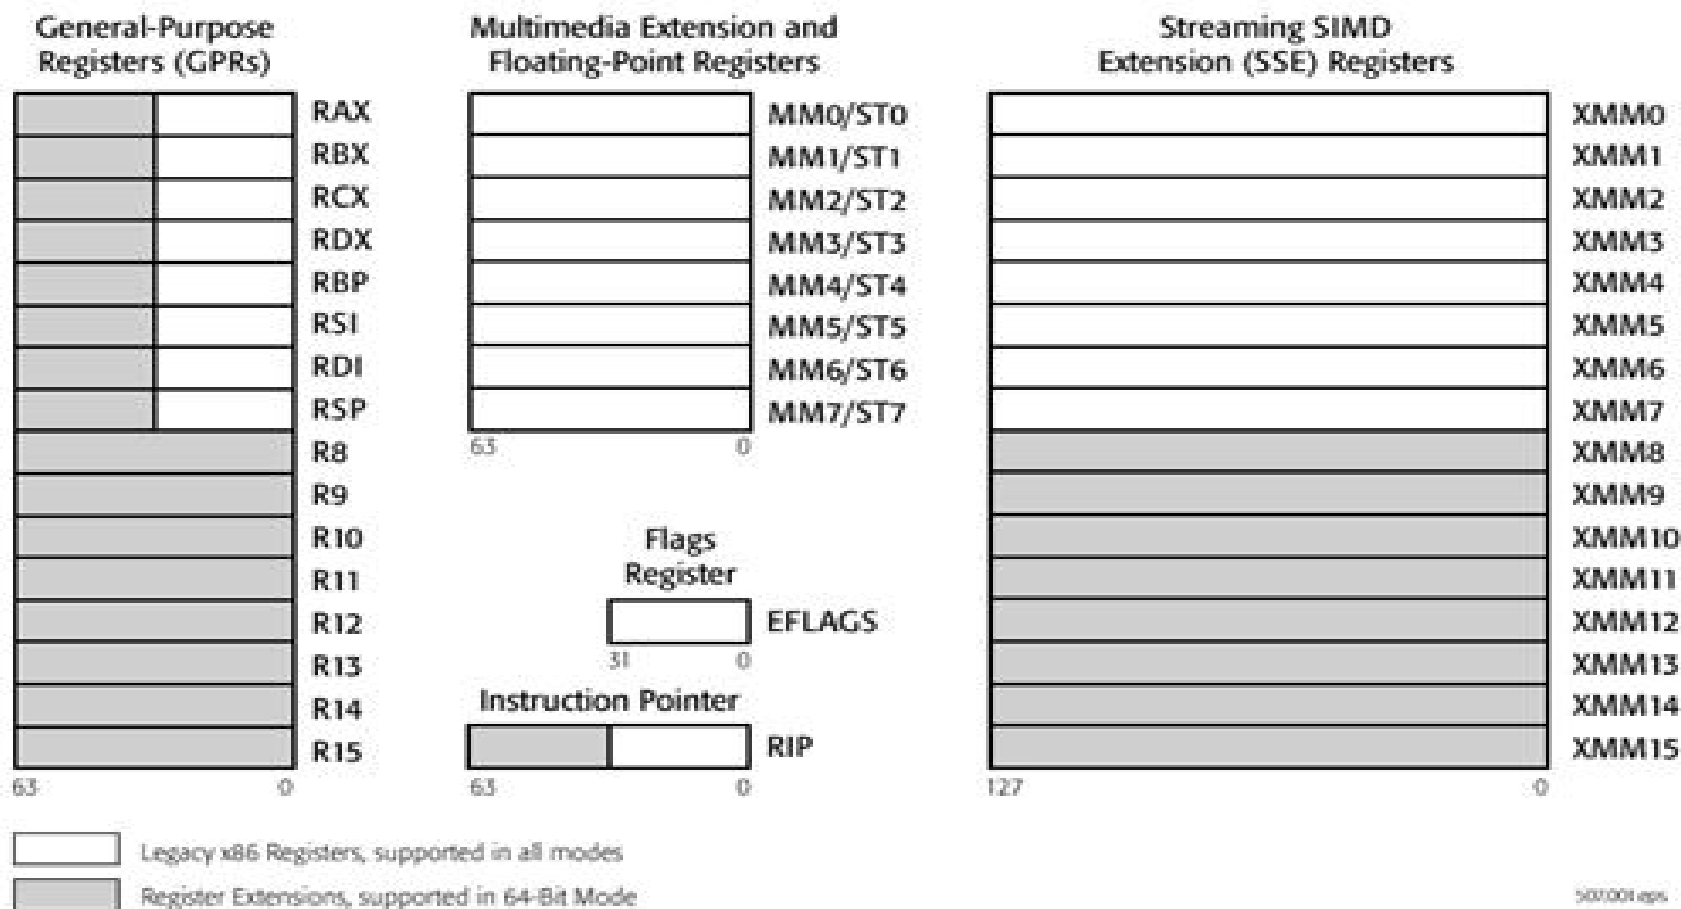 General-Purpose
Registers (GPRs)
RAX
RBX
RCX
RDX
RBP
RSI
RDI
RSP
R8
R9
R10
R11
R12
R13
R14
R15
63 0
Multimedia Extension and
Floating-Point Registers
MM0/ST0
MM1/ST1
MM2/ST2
MM3/ST3
MM4/ST4
MM5/ST5
MM6/ST6
MM7/ST7
63 0
Flags
Register
EFLAGS
31 0
Instruction Pointer
RIP
63 0
Streaming SIMD
Extension (SSE) Registers
XMM0
XMM1
XMM2
XMM3
XMM4
XMM5
XMM6
XMM7
XMM8
XMM9
XMM10
XMM11
XMM12
XMM13
XMM14
XMM15
127 0
Legacy x86 Registers, supported in all modes
Register Extensions, supported in 64-Bit Mode